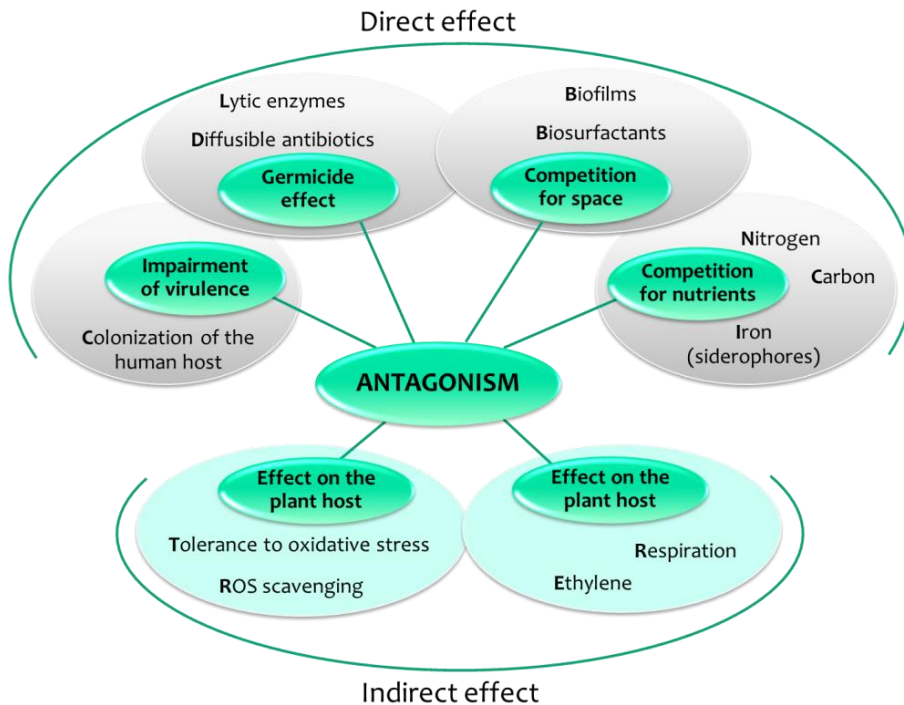 Direct effect
Lytic enzymes
Diffusible antibiotics
Germicide
effect
Biofilms
Biosurfactants
Competition
for space
Impairment
of virulence
Colonization of the
human host
Nitrogen
Carbon
Competition
for nutrients
Iron
(siderophores)
ANTAGONISM
Effect on the
plant host
Tolerance to oxidative stress
ROS scavenging
Effect on the
plant host
Respiration
Ethylene
Indirect effect